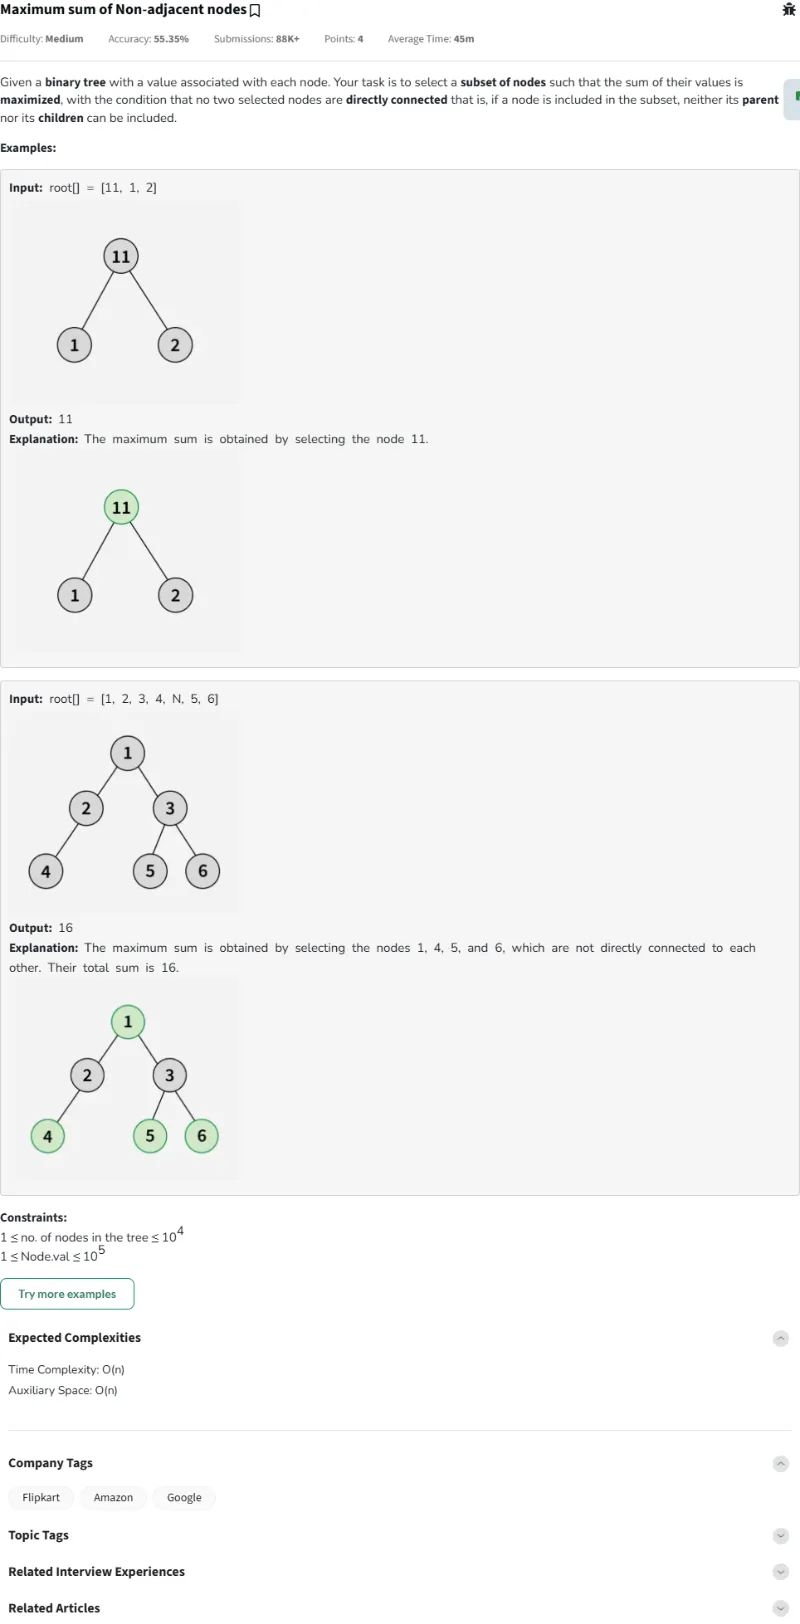 Maximum sum of Non-adjacent nodes
Difficulty: Medium Accuracy: 55.35% Submissions: 88K+ Points: 4 Average Time: 45m
Given a binary tree with a value associated with each node. Your task is to select a subset of nodes such that the sum of their values is
maximized, with the condition that no two selected nodes are directly connected that is, if a node is included in the subset, neither its parent
nor its children can be included.
Examples:
Input: root[] = [11, 1, 2]
11
1 2
Output: 11
Explanation: The maximum sum is obtained by selecting the node 11.
11
1 2
Input: root[] = [1, 2, 3, 4, N, 5, 6]
1
2 3
4 5 6
Output: 16
Explanation: The maximum sum is obtained by selecting the nodes 1, 4, 5, and 6, which are not directly connected to each
other. Their total sum is 16.
1
2 3
4 5 6
Constraints:
1 ≤ no. of nodes in the tree ≤ 10^4
1 ≤ Node.val ≤ 10^5
Try more examples
Expected Complexities
Time Complexity: O(n)
Auxiliary Space: O(n)
Company Tags
Flipkart Amazon Google
Topic Tags
Related Interview Experiences
Related Articles